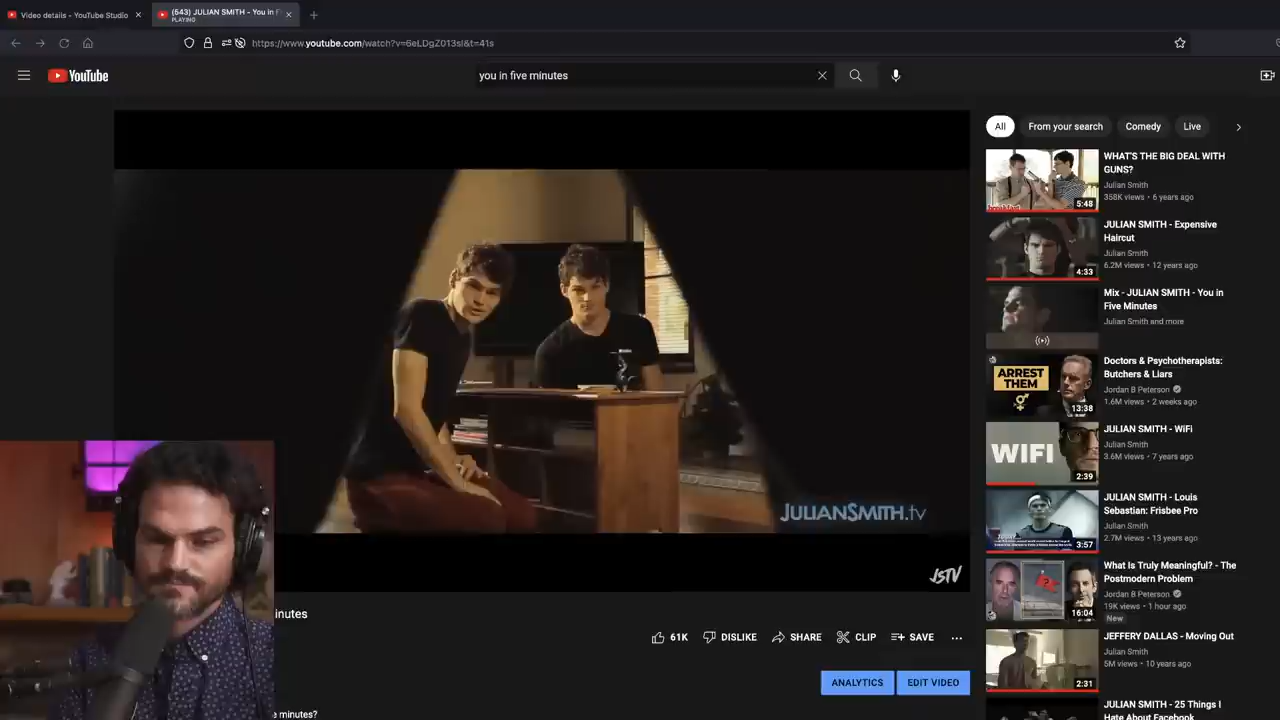 Video details - YouTube Studio
(543) JULIAN SMITH - You in F
PLAYING
https://www.youtube.com/watch?v=6eLDgZ013sI&t=41s
YouTube
you in five minutes
JULIANSMITH.tv
JSTV
inutes
61K
DISLIKE
SHARE
CLIP
SAVE
ANALYTICS
EDIT VIDEO
e minutes?
All
From your search
Comedy
Live
WHAT'S THE BIG DEAL WITH
GUNS?
Julian Smith
358K views • 6 years ago
5:48
JULIAN SMITH - Expensive
Haircut
Julian Smith
6.2M views • 12 years ago
4:33
Mix - JULIAN SMITH - You in
Five Minutes
Julian Smith and more
ARREST
THEM
13:38
Doctors & Psychotherapists:
Butchers & Liars
Jordan B Peterson
1.6M views • 2 weeks ago
WIFI
2:39
JULIAN SMITH - WiFi
Julian Smith
3.6M views • 7 years ago
3:57
JULIAN SMITH - Louis
Sebastian: Frisbee Pro
Julian Smith
2.7M views • 13 years ago
?
16:04
What Is Truly Meaningful? - The
Postmodern Problem
Jordan B Peterson
19K views • 1 hour ago
New
2:31
JEFFERY DALLAS - Moving Out
Julian Smith
5M views • 10 years ago
JULIAN SMITH - 25 Things I
Hate About Facebook